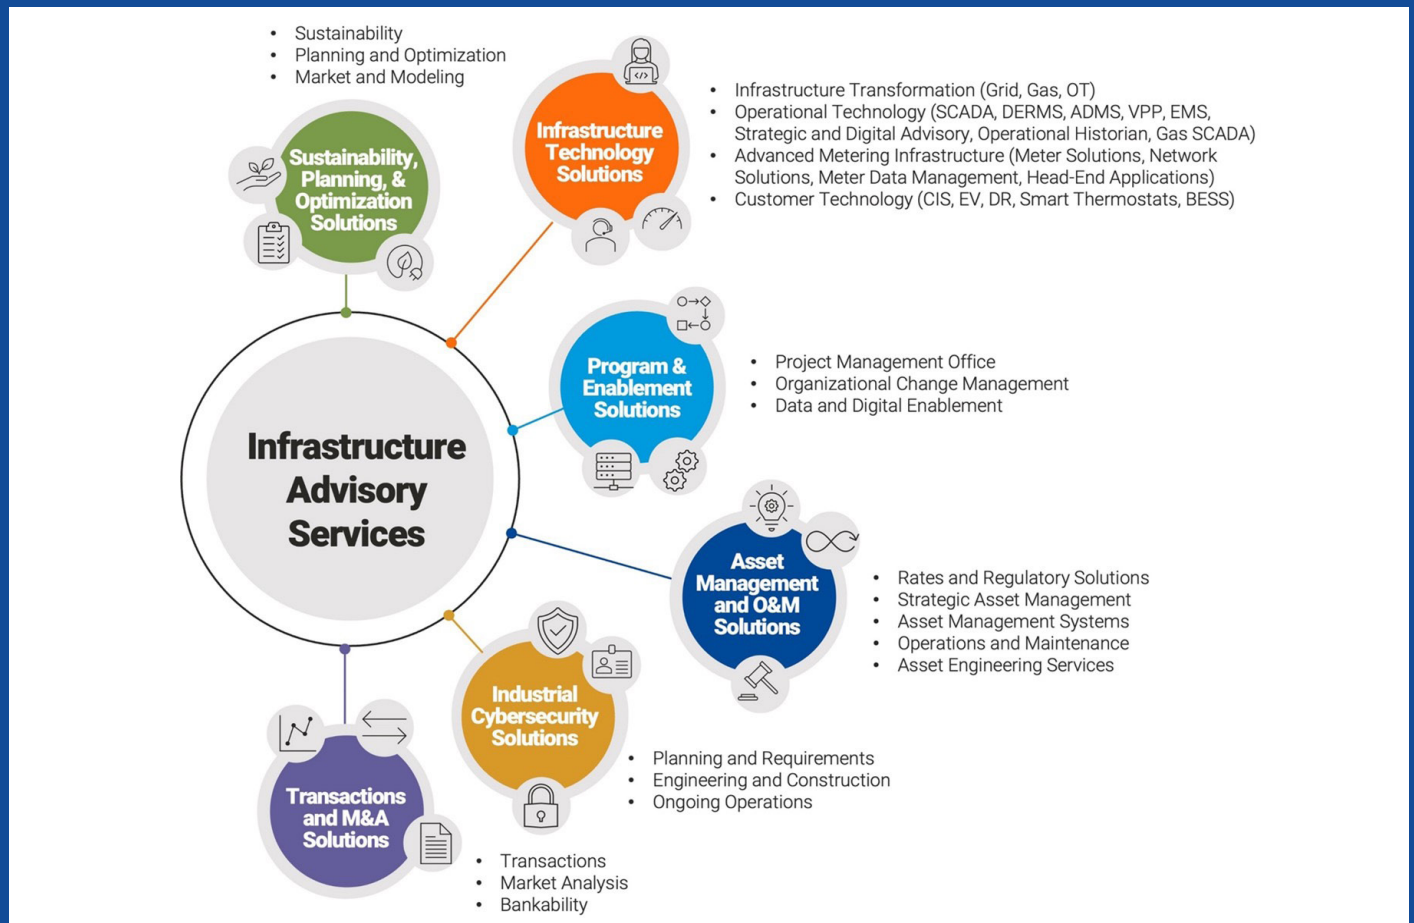 • Sustainability
• Planning and Optimization
• Market and Modeling
Sustainability,
Planning, &
Optimization
Solutions
Infrastructure
Technology
Solutions
• Infrastructure Transformation (Grid, Gas, OT)
• Operational Technology (SCADA, DERMS, ADMS, VPP, EMS,
Strategic and Digital Advisory, Operational Historian, Gas SCADA)
• Advanced Metering Infrastructure (Meter Solutions, Network
Solutions, Meter Data Management, Head-End Applications)
• Customer Technology (CIS, EV, DR, Smart Thermostats, BESS)
Program &
Enablement
Solutions
• Project Management Office
• Organizational Change Management
• Data and Digital Enablement
Infrastructure
Advisory
Services
Asset
Management
and O&M
Solutions
• Rates and Regulatory Solutions
• Strategic Asset Management
• Asset Management Systems
• Operations and Maintenance
• Asset Engineering Services
Industrial
Cybersecurity
Solutions
• Planning and Requirements
• Engineering and Construction
• Ongoing Operations
Transactions
and M&A
Solutions
• Transactions
• Market Analysis
• Bankability